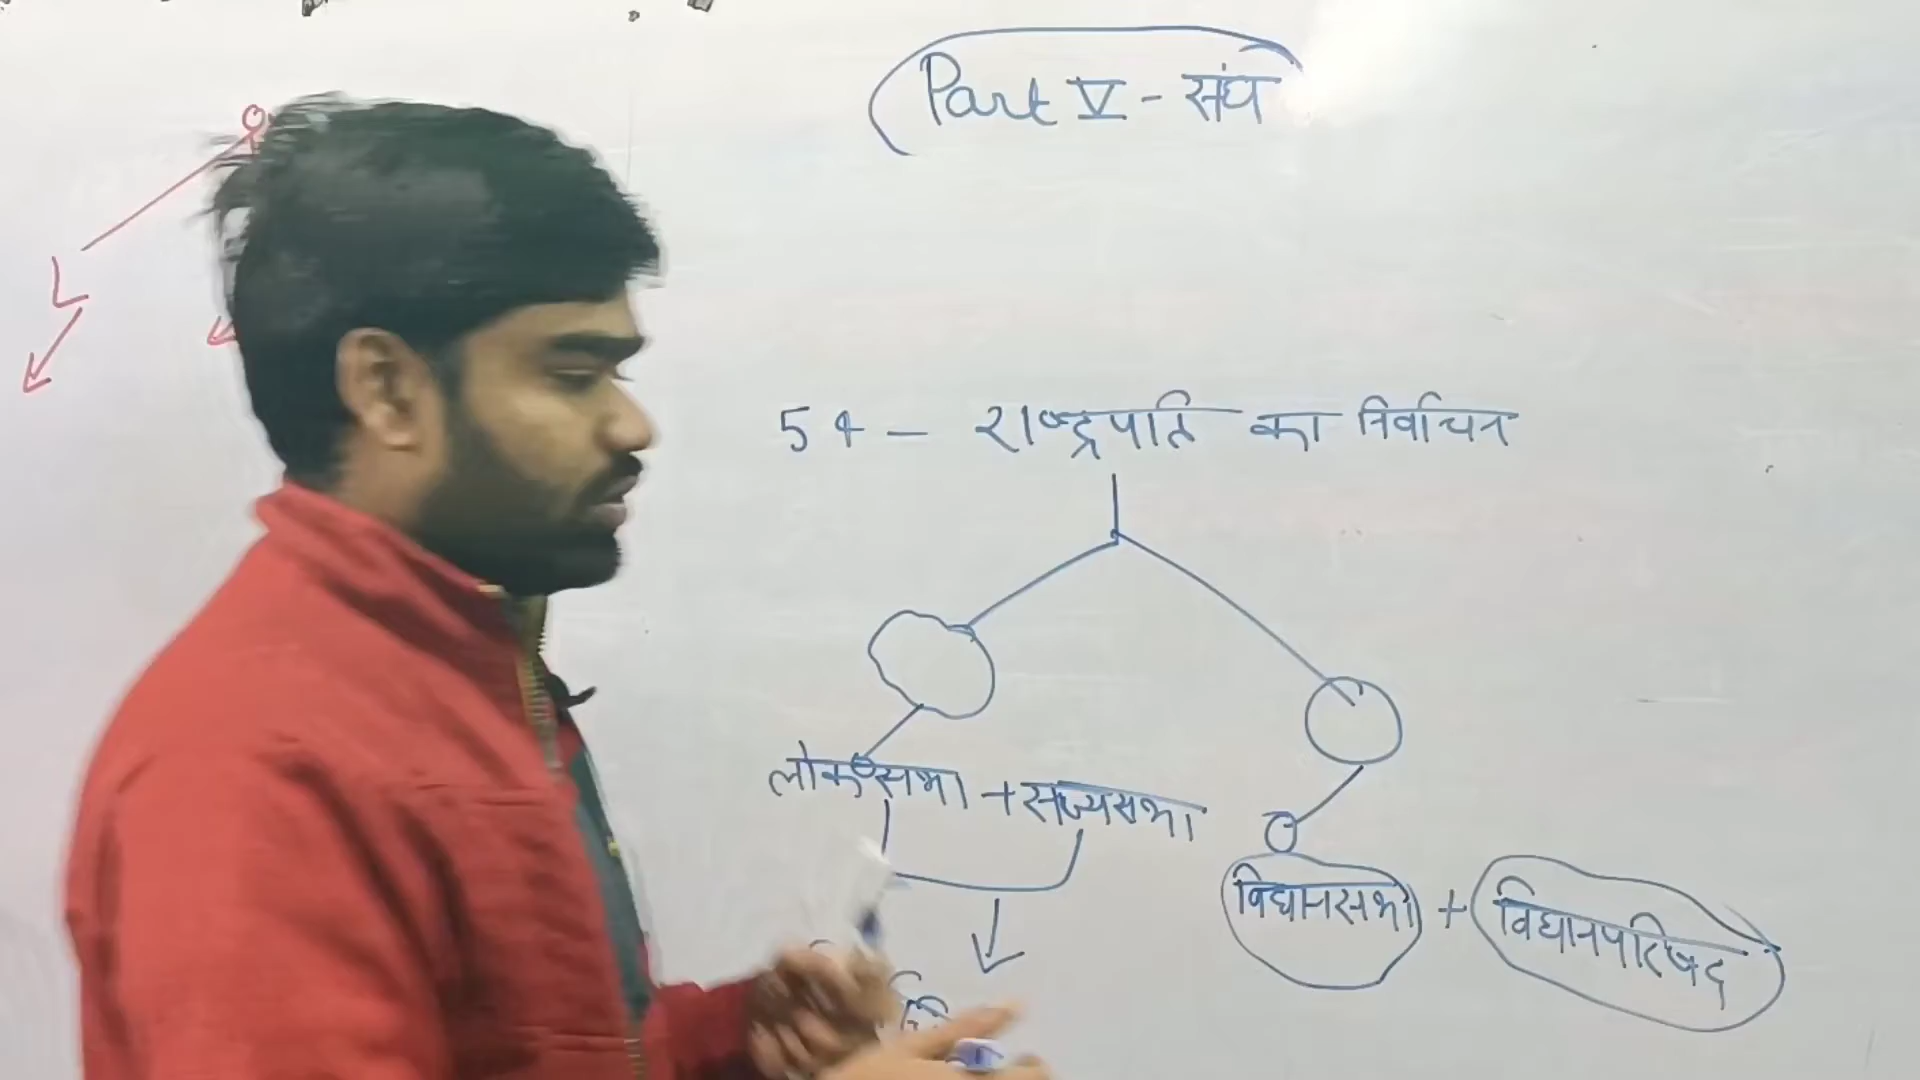 Part V - संघ
54 - राष्ट्रपति का निर्वाचन
लोकसभा + राज्यसभा
विधानसभा + विधानपरिषद